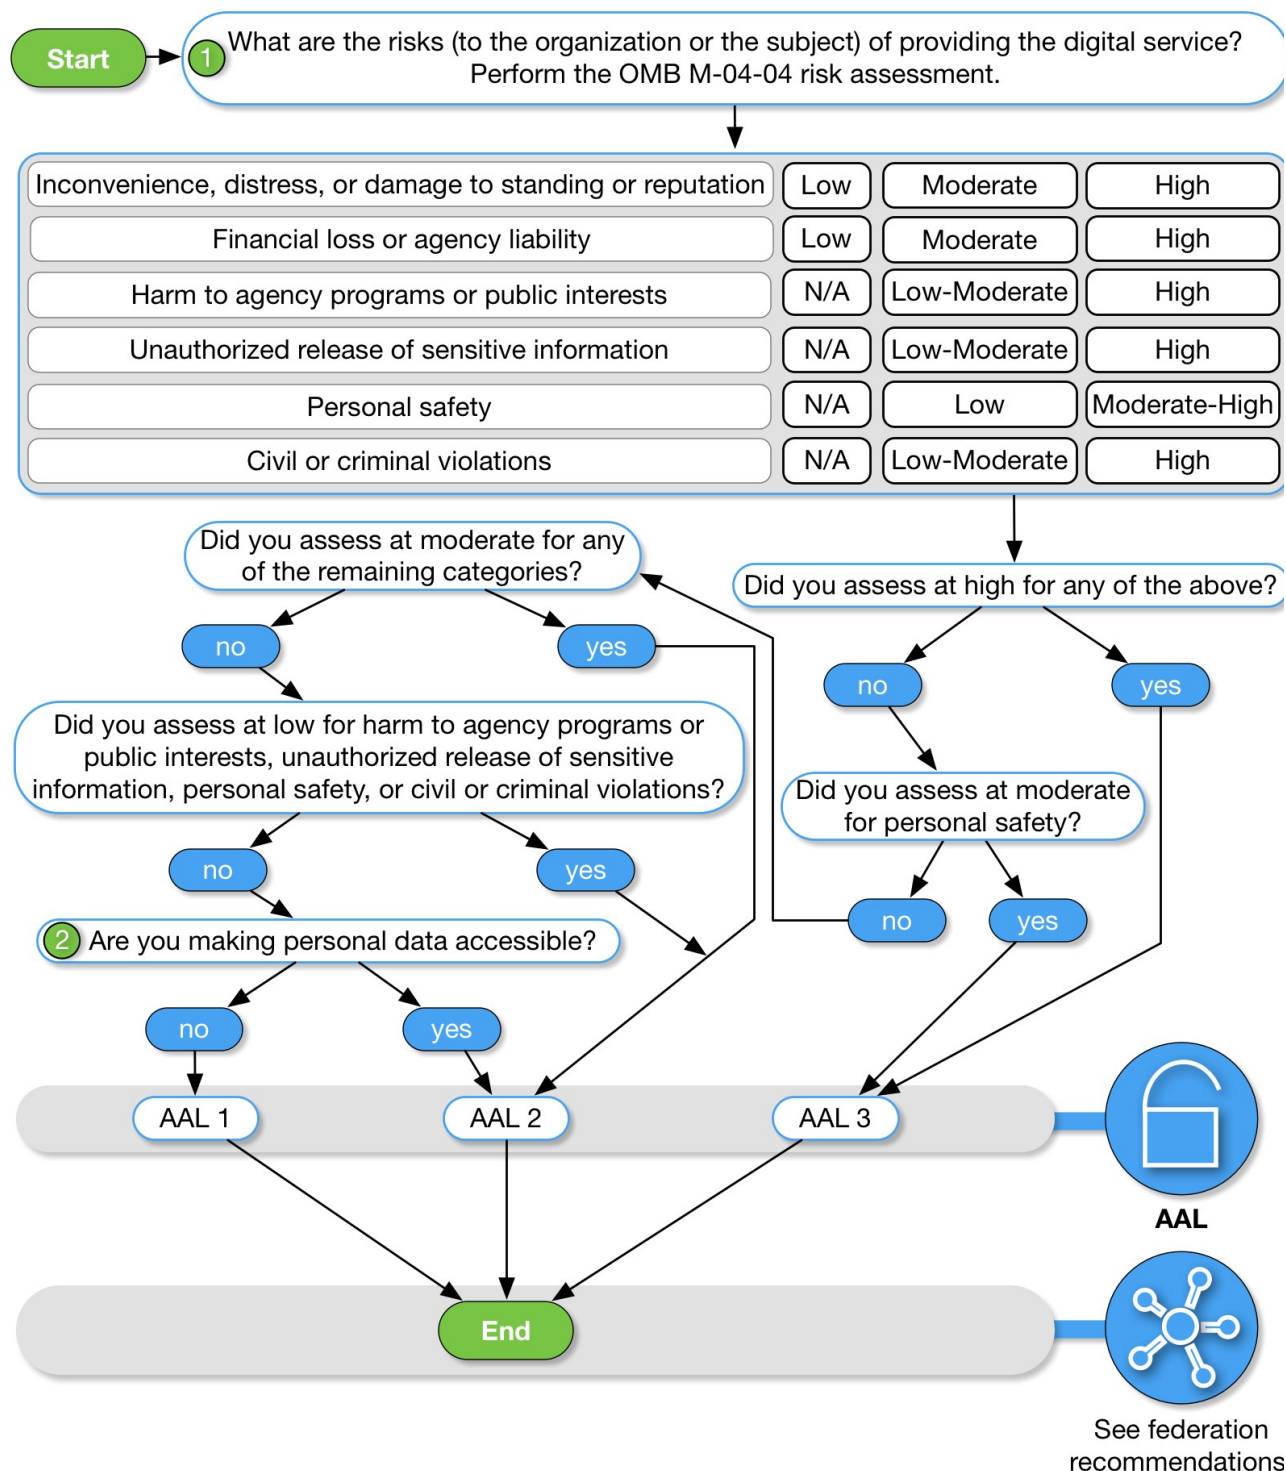 Start
1
What are the risks (to the organization or the subject) of providing the digital service?
Perform the OMB M-04-04 risk assessment.
Inconvenience, distress, or damage to standing or reputation Low Moderate High
Financial loss or agency liability Low Moderate High
Harm to agency programs or public interests N/A Low-Moderate High
Unauthorized release of sensitive information N/A Low-Moderate High
Personal safety N/A Low Moderate-High
Civil or criminal violations N/A Low-Moderate High
Did you assess at high for any of the above?
no yes
Did you assess at moderate
for personal safety?
no yes
Did you assess at moderate for any
of the remaining categories?
no yes
Did you assess at low for harm to agency programs or
public interests, unauthorized release of sensitive
information, personal safety, or civil or criminal violations?
no yes
2 Are you making personal data accessible?
no yes
AAL 1 AAL 2 AAL 3
AAL
End
See federation
recommendations